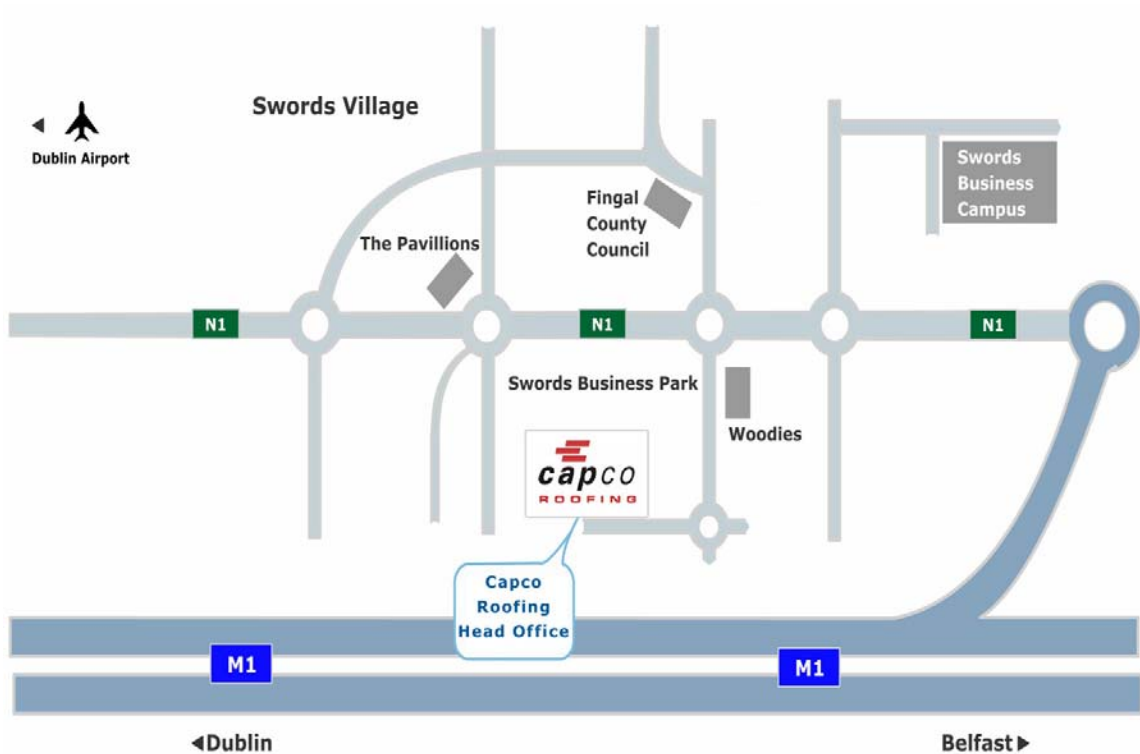 Swords Village
Dublin Airport
Swords
Business
Campus
Fingal
County
Council
The Pavillions
N1
N1
N1
Swords Business Park
Woodies
capco
ROOFING
Capco
Roofing
Head Office
M1
M1
Dublin
Belfast